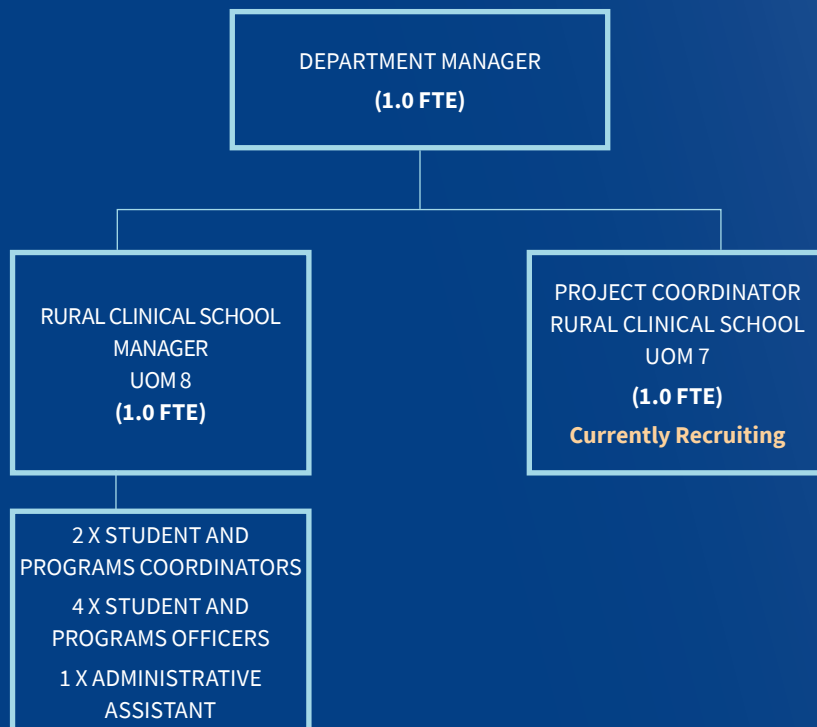 DEPARTMENT MANAGER
(1.0 FTE)
RURAL CLINICAL SCHOOL
MANAGER
UOM 8
(1.0 FTE)
PROJECT COORDINATOR
RURAL CLINICAL SCHOOL
UOM 7
(1.0 FTE)
Currently Recruiting
2 X STUDENT AND
PROGRAMS COORDINATORS
4 X STUDENT AND
PROGRAMS OFFICERS
1 X ADMINISTRATIVE
ASSISTANT